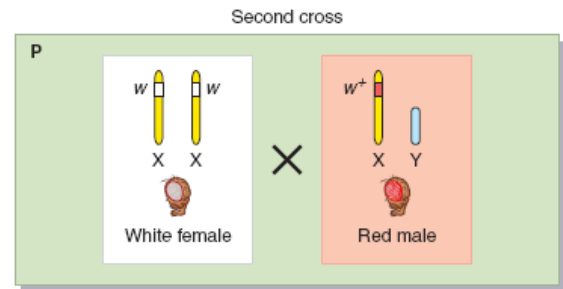 Second cross
P
w w
w+
X X
X Y
White female
×
Red male